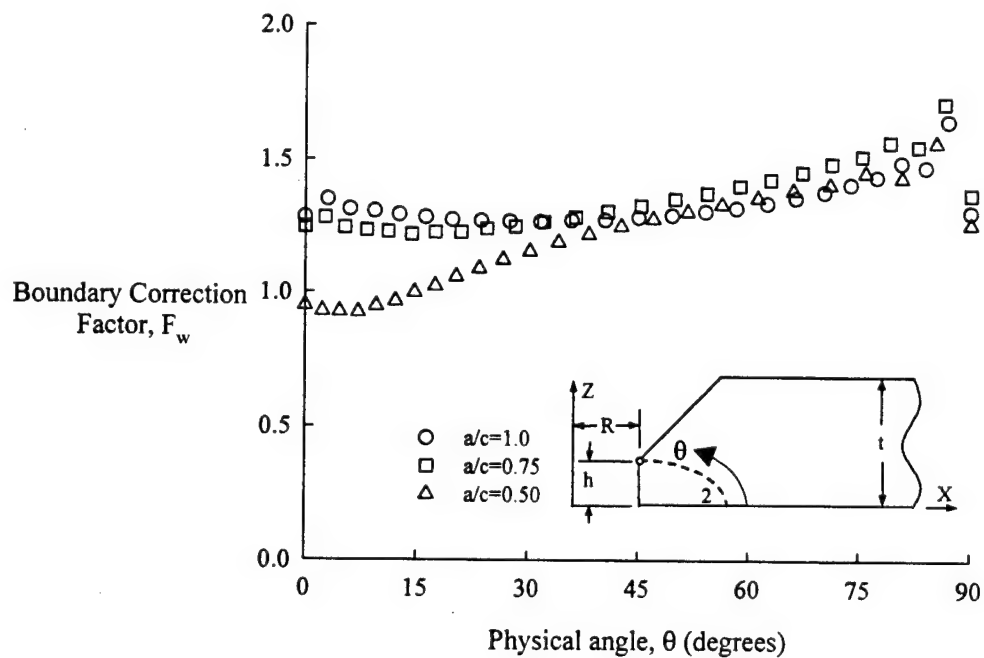 2.0
1.5
1.0
0.5
0.0
Boundary Correction
Factor, F_w
a/c=1.0
a/c=0.75
a/c=0.50
Z
R
θ
h
2
t
X
0 15 30 45 60 75 90
Physical angle, θ (degrees)